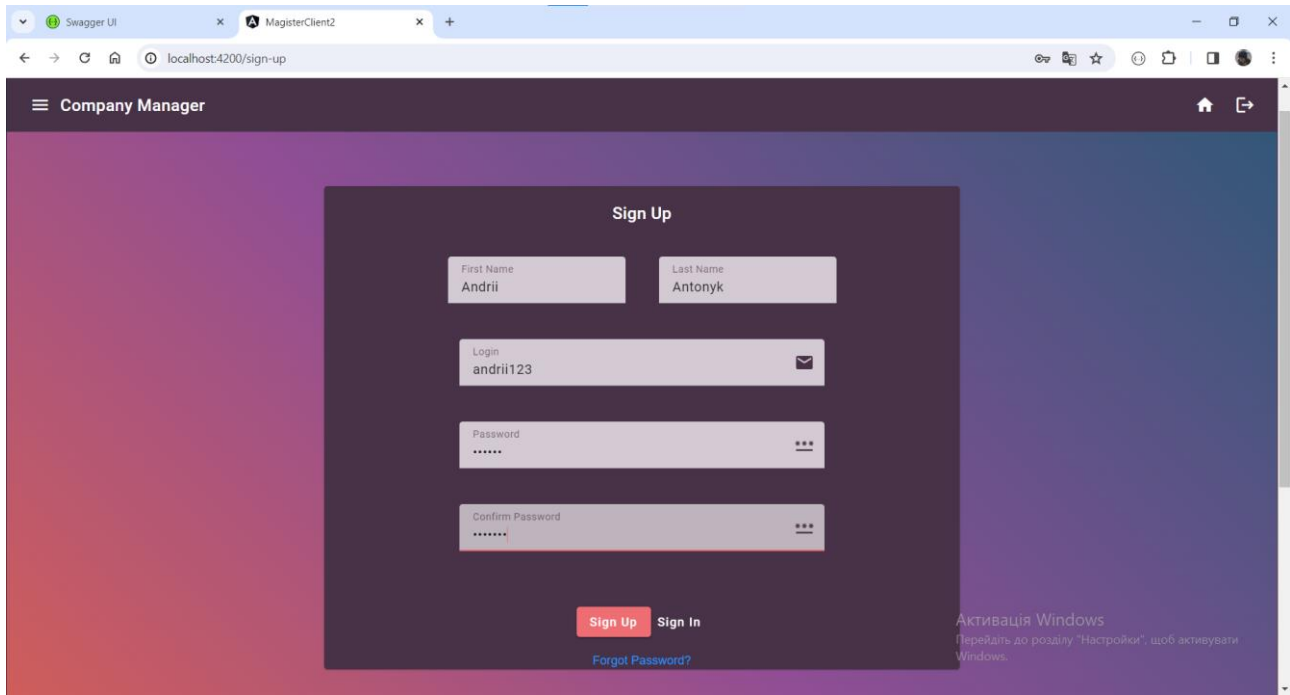 Swagger UI
MagisterClient2
localhost:4200/sign-up
Company Manager
Sign Up
First Name
Andrii
Last Name
Antonyk
Login
andrii123
Password
••••••
Confirm Password
•••••••
Sign Up Sign In
Forgot Password?
Активація Windows
Перейдіть до розділу "Настройки", щоб активувати
Windows.